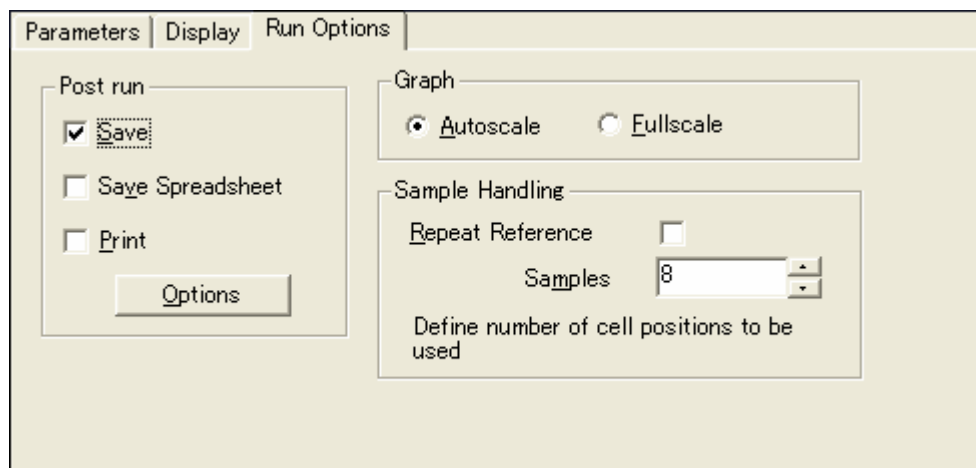 Parameters Display Run Options
Post run
Save
Save Spreadsheet
Print
Options
Graph
Autoscale Fullscale
Sample Handling
Repeat Reference
Samples 8
Define number of cell positions to be
used